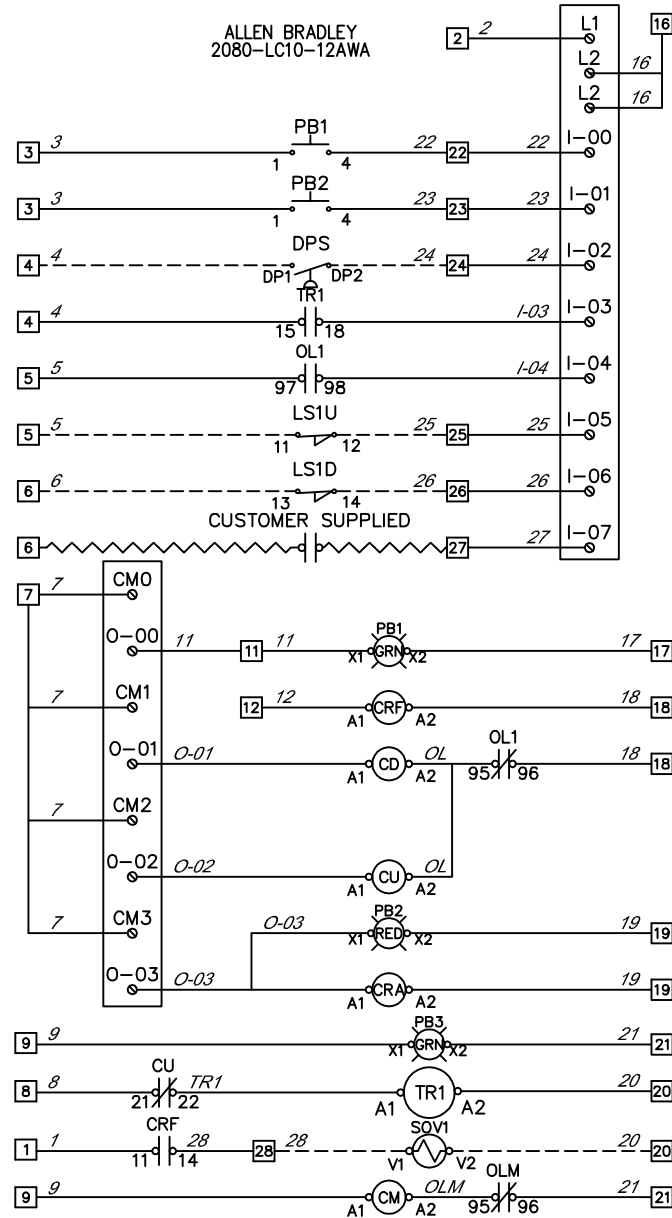 ALLEN BRADLEY
2080-LC10-12AWA
2 2 L1 16
L2 16
L2 16
PB1
3 3 1 4 22 22 22 I-00
PB2
3 3 1 4 23 23 23 I-01
DPS
4 4 DP1 DP2 24 24 24 I-02
TR1
4 4 15 18 I-03 I-03
OL1
5 5 97 98 I-04 I-04
LS1U
5 5 11 12 25 25 25 I-05
LS1D
6 6 13 14 26 26 26 I-06
CUSTOMER SUPPLIED
6 27 27 I-07
7 7 CM0
PB1
O-00 11 11 11 X1 GRN X2 17 17
7 CM1 12 12 A1 CRF A2 18 18
OL1
O-01 O-01 A1 CD A2 OL 95 96 18 18
7 CM2
O-02 O-02 A1 CU A2 OL
PB2
7 CM3 O-03 X1 RED X2 19 19
O-03 O-03 A1 CRA A2 19 19
PB3
9 9 X1 GRN X2 21 21
CU
8 8 21 22 TR1 A1 TR1 A2 20 20
CRF SOV1
1 1 11 14 28 28 28 V1 V2 20 20
OLM
9 9 A1 CM A2 OLM 95 96 21 21